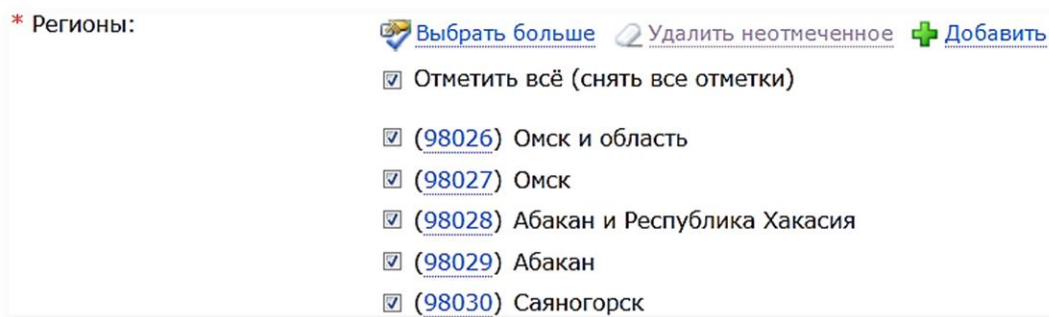 * Регионы: Выбрать больше Удалить неотмеченное Добавить
Отметить всё (снять все отметки)
(98026) Омск и область
(98027) Омск
(98028) Абакан и Республика Хакасия
(98029) Абакан
(98030) Саяногорск